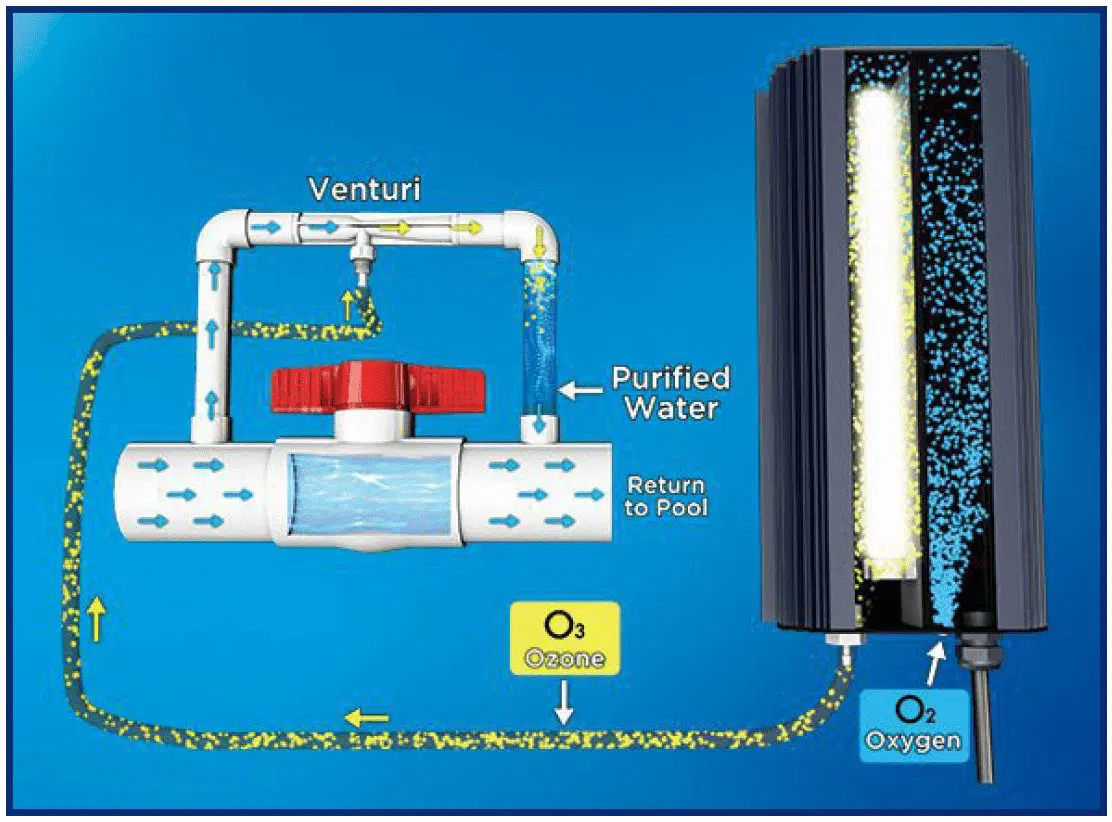 Venturi
Purified
Water
Return
to Pool
O3
Ozone
O2
Oxygen